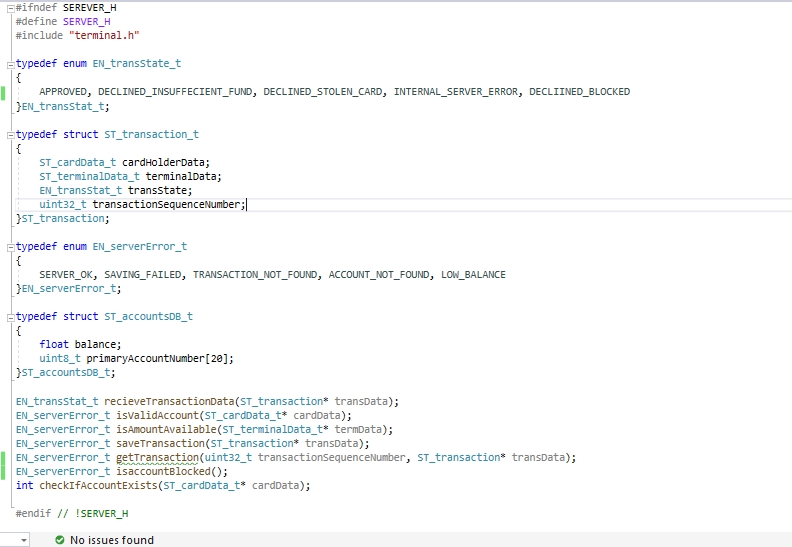 #ifndef SEREVER_H
#define SERVER_H
#include "terminal.h"
typedef enum EN_transState_t
{
APPROVED, DECLINED_INSUFFECIENT_FUND, DECLINED_STOLEN_CARD, INTERNAL_SERVER_ERROR, DECLIINED_BLOCKED
}EN_transStat_t;
typedef struct ST_transaction_t
{
ST_cardData_t cardHolderData;
ST_terminalData_t terminalData;
EN_transStat_t transState;
uint32_t transactionSequenceNumber;
}ST_transaction;
typedef enum EN_serverError_t
{
SERVER_OK, SAVING_FAILED, TRANSACTION_NOT_FOUND, ACCOUNT_NOT_FOUND, LOW_BALANCE
}EN_serverError_t;
typedef struct ST_accountsDB_t
{
float balance;
uint8_t primaryAccountNumber[20];
}ST_accountsDB_t;
EN_transStat_t recieveTransactionData(ST_transaction* transData);
EN_serverError_t isValidAccount(ST_cardData_t* cardData);
EN_serverError_t isAmountAvailable(ST_terminalData_t* termData);
EN_serverError_t saveTransaction(ST_transaction* transData);
EN_serverError_t getTransaction(uint32_t transactionSequenceNumber, ST_transaction* transData);
EN_serverError_t isaccountBlocked();
int checkIfAccountExists(ST_cardData_t* cardData);
#endif // !SERVER_H
No issues found